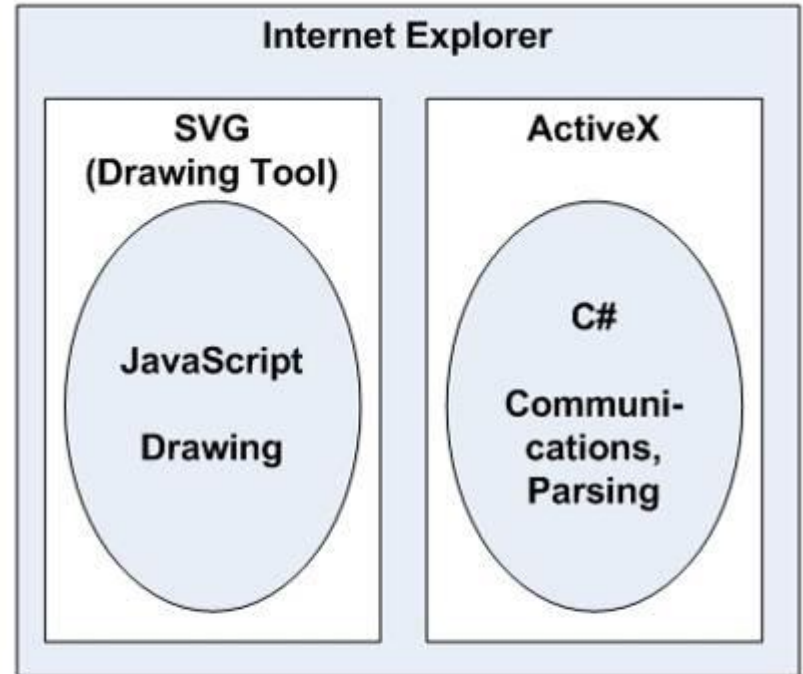 Internet Explorer
SVG
(Drawing Tool)
JavaScript
Drawing
ActiveX
C#
Communi-
cations,
Parsing